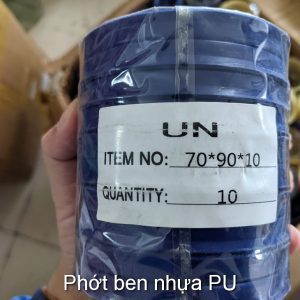 UN
ITEM NO: 70*90*10
QUANTITY: 10
Phớt ben nhựa PU